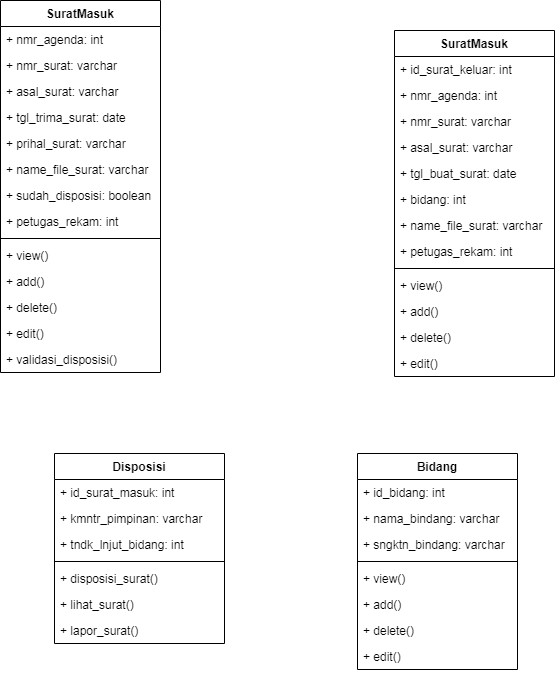 SuratMasuk
+ nmr_agenda: int
+ nmr_surat: varchar
+ asal_surat: varchar
+ tgl_trima_surat: date
+ prihal_surat: varchar
+ name_file_surat: varchar
+ sudah_disposisi: boolean
+ petugas_rekam: int
+ view()
+ add()
+ delete()
+ edit()
+ validasi_disposisi()
SuratMasuk
+ id_surat_keluar: int
+ nmr_agenda: int
+ nmr_surat: varchar
+ asal_surat: varchar
+ tgl_buat_surat: date
+ bidang: int
+ name_file_surat: varchar
+ petugas_rekam: int
+ view()
+ add()
+ delete()
+ edit()
Disposisi
+ id_surat_masuk: int
+ kmntr_pimpinan: varchar
+ tndk_lnjut_bidang: int
+ disposisi_surat()
+ lihat_surat()
+ lapor_surat()
Bidang
+ id_bidang: int
+ nama_bindang: varchar
+ sngktn_bindang: varchar
+ view()
+ add()
+ delete()
+ edit()